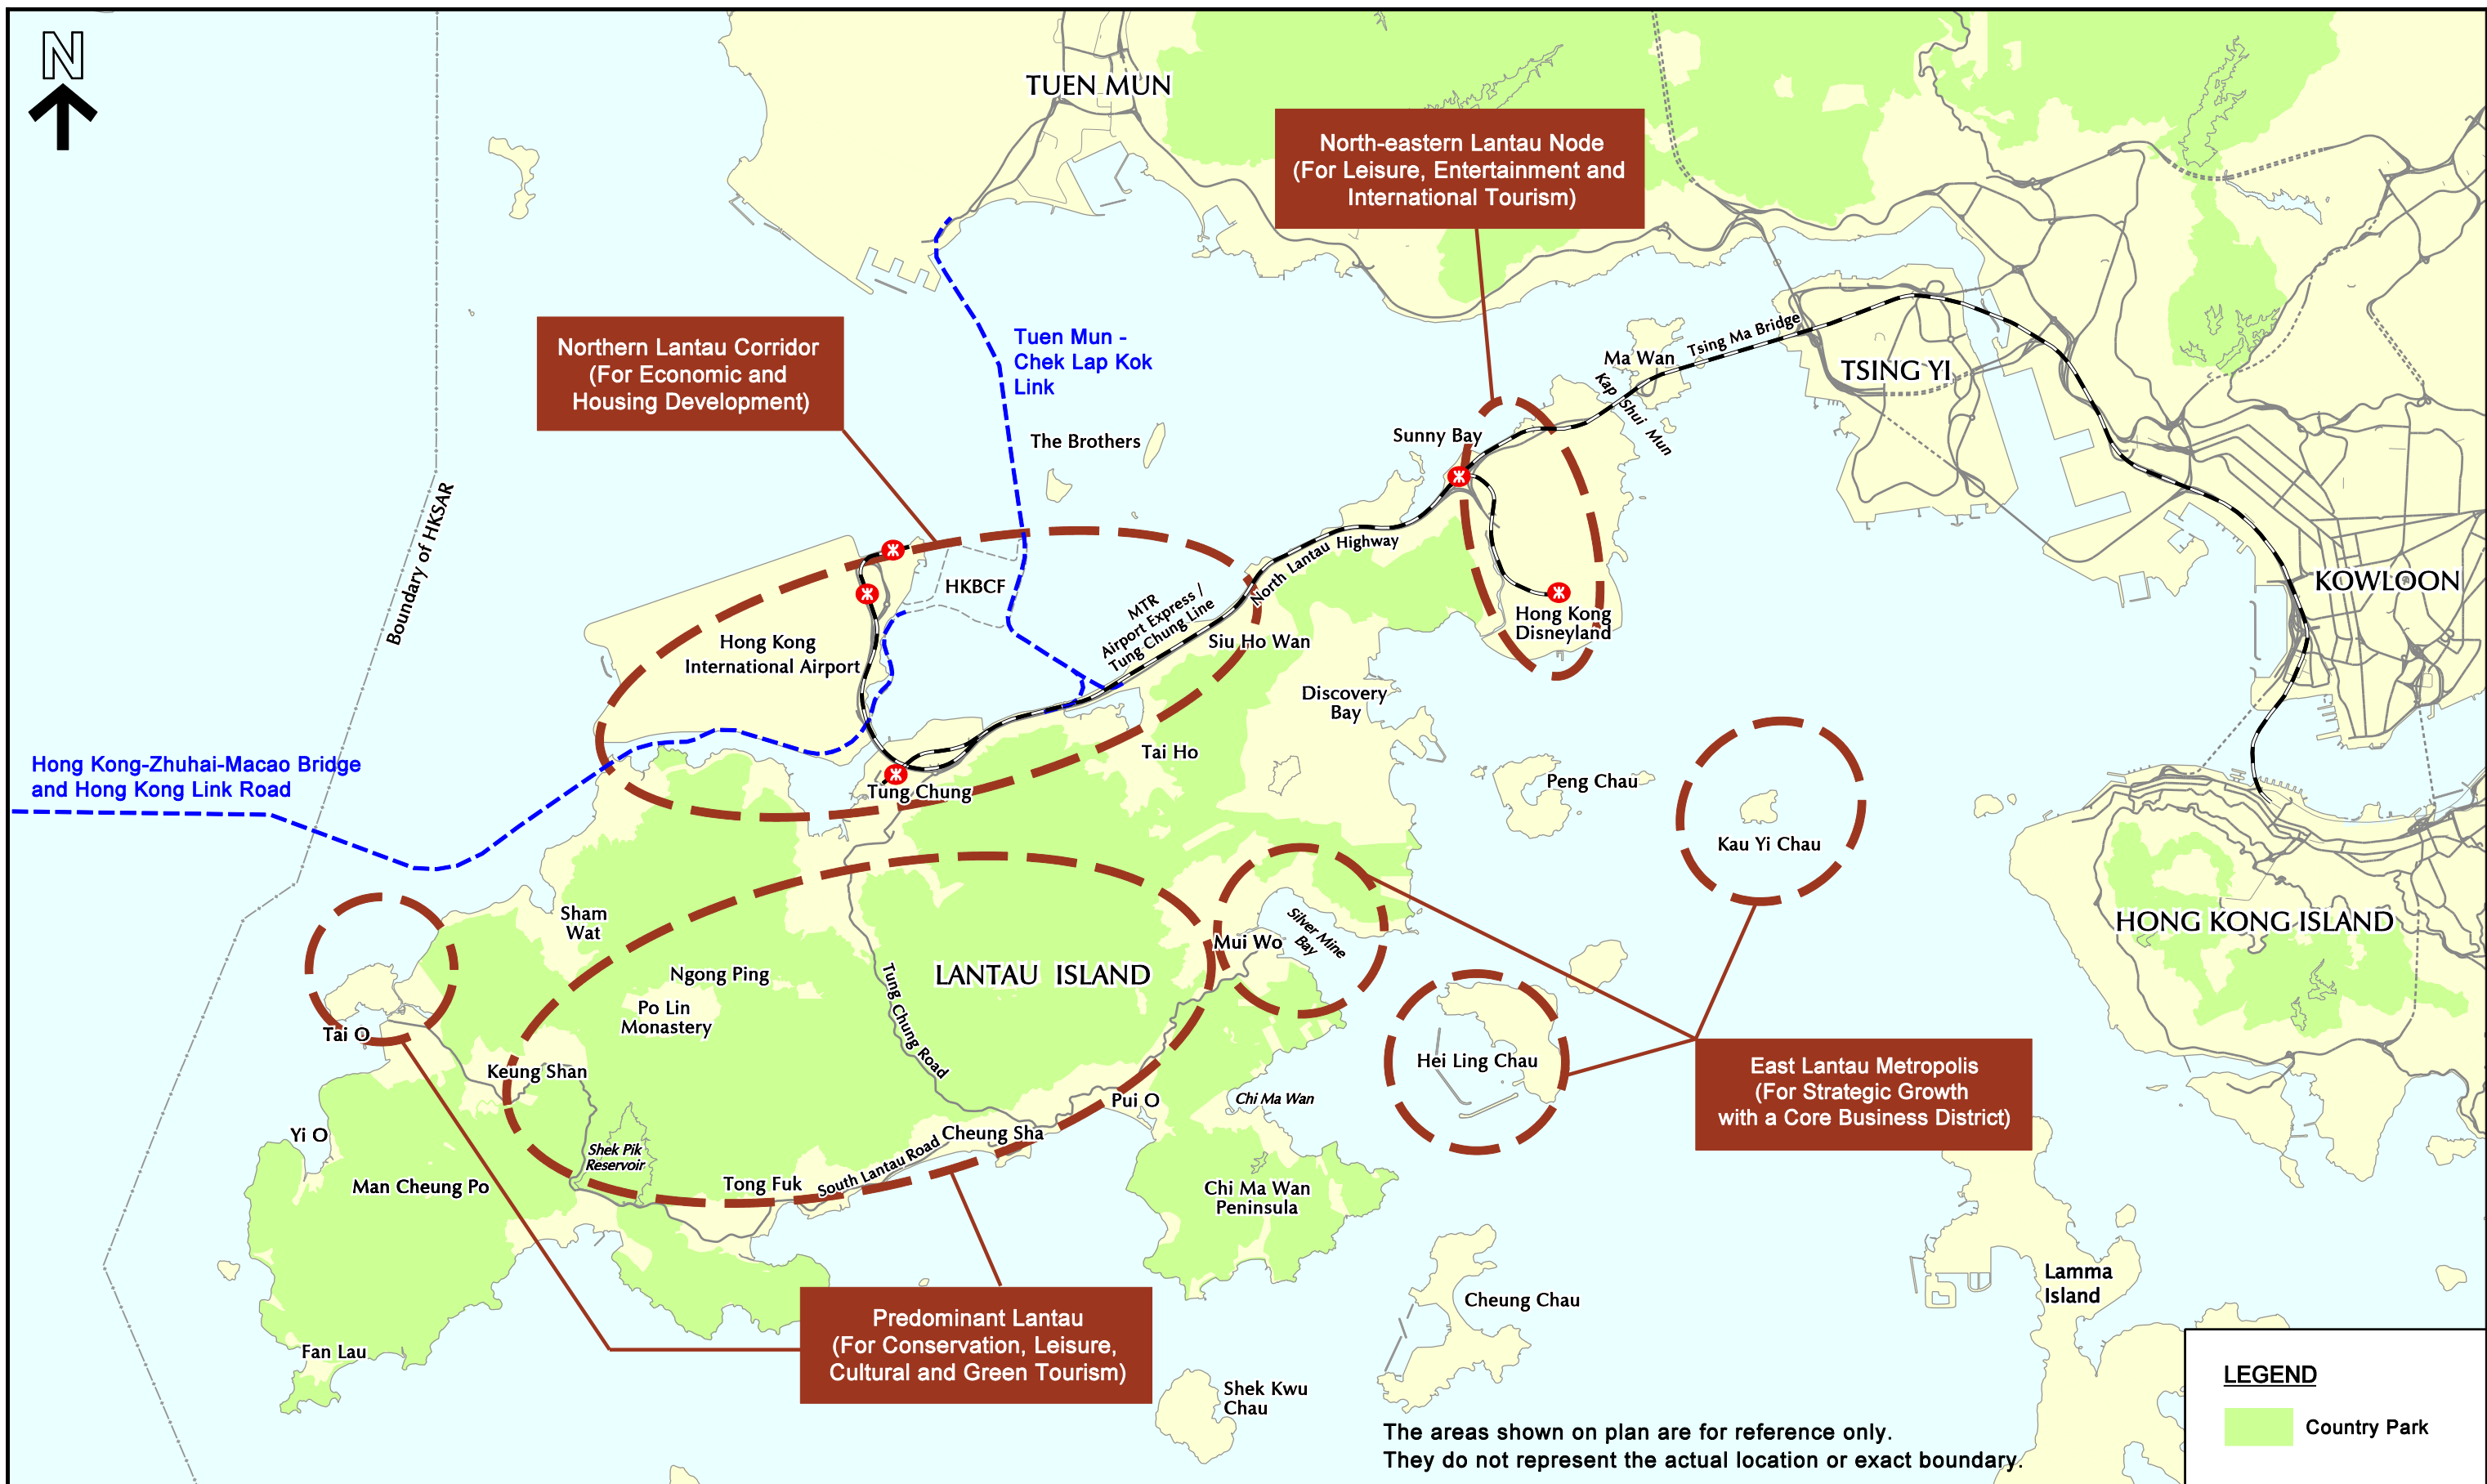 N
TUEN MUN
North-eastern Lantau Node
(For Leisure, Entertainment and
International Tourism)
Northern Lantau Corridor
(For Economic and
Housing Development)
Tuen Mun -
Chek Lap Kok
Link
Ma Wan
Tsing Ma Bridge
TSING YI
Kap Shui Mun
The Brothers
Sunny Bay
Boundary of HKSAR
North Lantau Highway
HKBCF
MTR
Airport Express /
Tung Chung Line
KOWLOON
Hong Kong
International Airport
Siu Ho Wan
Hong Kong
Disneyland
Discovery
Bay
Tai Ho
Hong Kong-Zhuhai-Macao Bridge
and Hong Kong Link Road
Tung Chung
Peng Chau
Kau Yi Chau
Sham
Wat
Mui Wo
Silver Mine
Bay
HONG KONG ISLAND
Ngong Ping
LANTAU ISLAND
Po Lin
Monastery
Tung Chung Road
Tai O
Keung Shan
Hei Ling Chau
East Lantau Metropolis
(For Strategic Growth
with a Core Business District)
Pui O
Chi Ma Wan
Yi O
Cheung Sha
Shek Pik
Reservoir
South Lantau Road
Man Cheung Po
Tong Fuk
Chi Ma Wan
Peninsula
Lamma
Island
Cheung Chau
Predominant Lantau
(For Conservation, Leisure,
Cultural and Green Tourism)
Fan Lau
Shek Kwu
Chau
LEGEND
Country Park
The areas shown on plan are for reference only.
They do not represent the actual location or exact boundary.